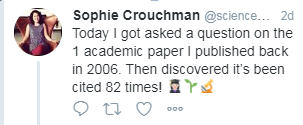 Sophie Crouchman @science... 2d
Today I got asked a question on the
1 academic paper I published back
in 2006. Then discovered it's been
cited 82 times! 👩🏻‍🎓🌱🔬